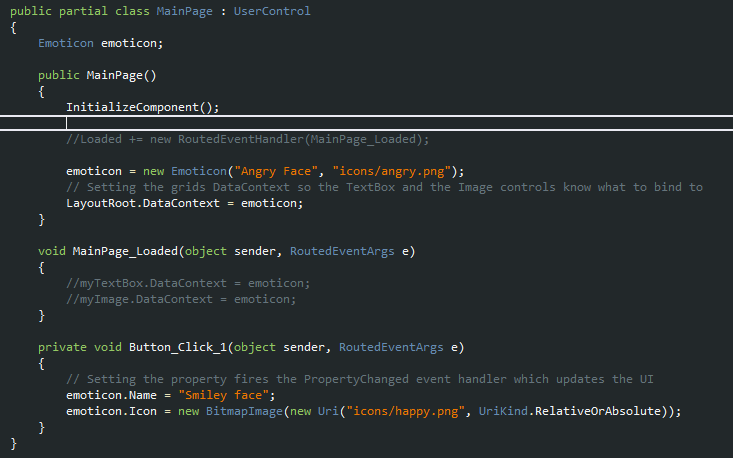 public partial class MainPage : UserControl
{
    Emoticon emoticon;

    public MainPage()
    {
        InitializeComponent();

        //Loaded += new RoutedEventHandler(MainPage_Loaded);

        emoticon = new Emoticon("Angry Face", "icons/angry.png");
        // Setting the grids DataContext so the TextBox and the Image controls know what to bind to
        LayoutRoot.DataContext = emoticon;
    }

    void MainPage_Loaded(object sender, RoutedEventArgs e)
    {
        //myTextBox.DataContext = emoticon;
        //myImage.DataContext = emoticon;
    }

    private void Button_Click_1(object sender, RoutedEventArgs e)
    {
        // Setting the property fires the PropertyChanged event handler which updates the UI
        emoticon.Name = "Smiley face";
        emoticon.Icon = new BitmapImage(new Uri("icons/happy.png", UriKind.RelativeOrAbsolute));
    }
}